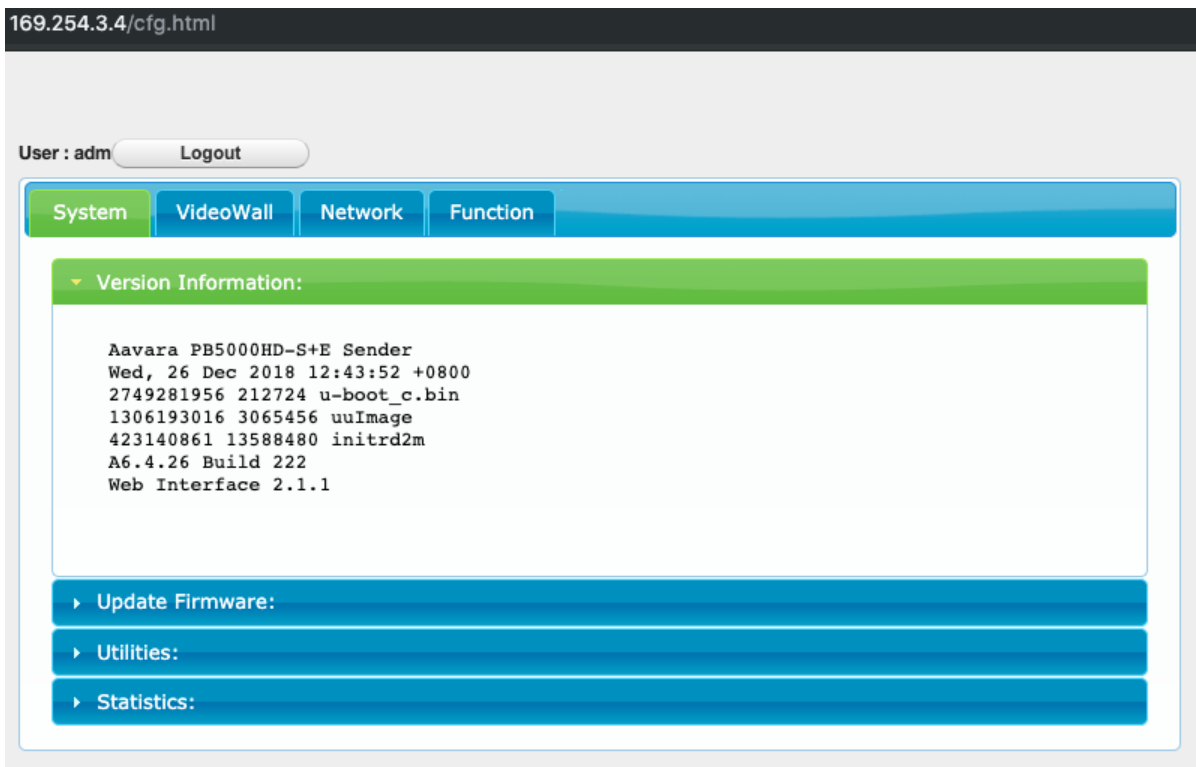 169.254.3.4/cfg.html
User : adm Logout
System VideoWall Network Function
Version Information:
Aavara PB5000HD-S+E Sender
Wed, 26 Dec 2018 12:43:52 +0800
2749281956 212724 u-boot_c.bin
1306193016 3065456 uuImage
423140861 13588480 initrd2m
A6.4.26 Build 222
Web Interface 2.1.1
Update Firmware:
Utilities:
Statistics: